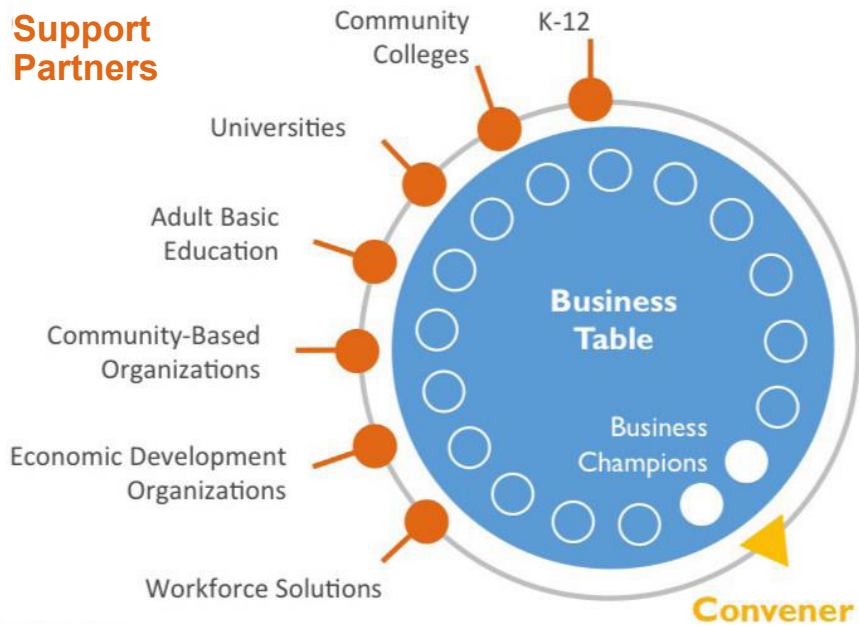 Support
Partners
Community
Colleges
K-12
Universities
Adult Basic
Education
Community-Based
Organizations
Economic Development
Organizations
Workforce Solutions
Business
Table
Business
Champions
Convener